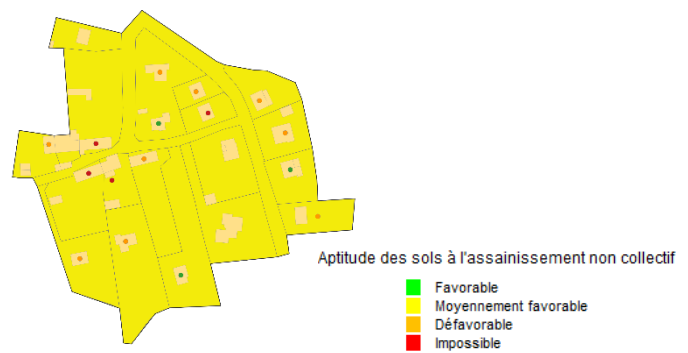 Aptitude des sols à l'assainissement non collectif
Favorable
Moyennement favorable
Défavorable
Impossible